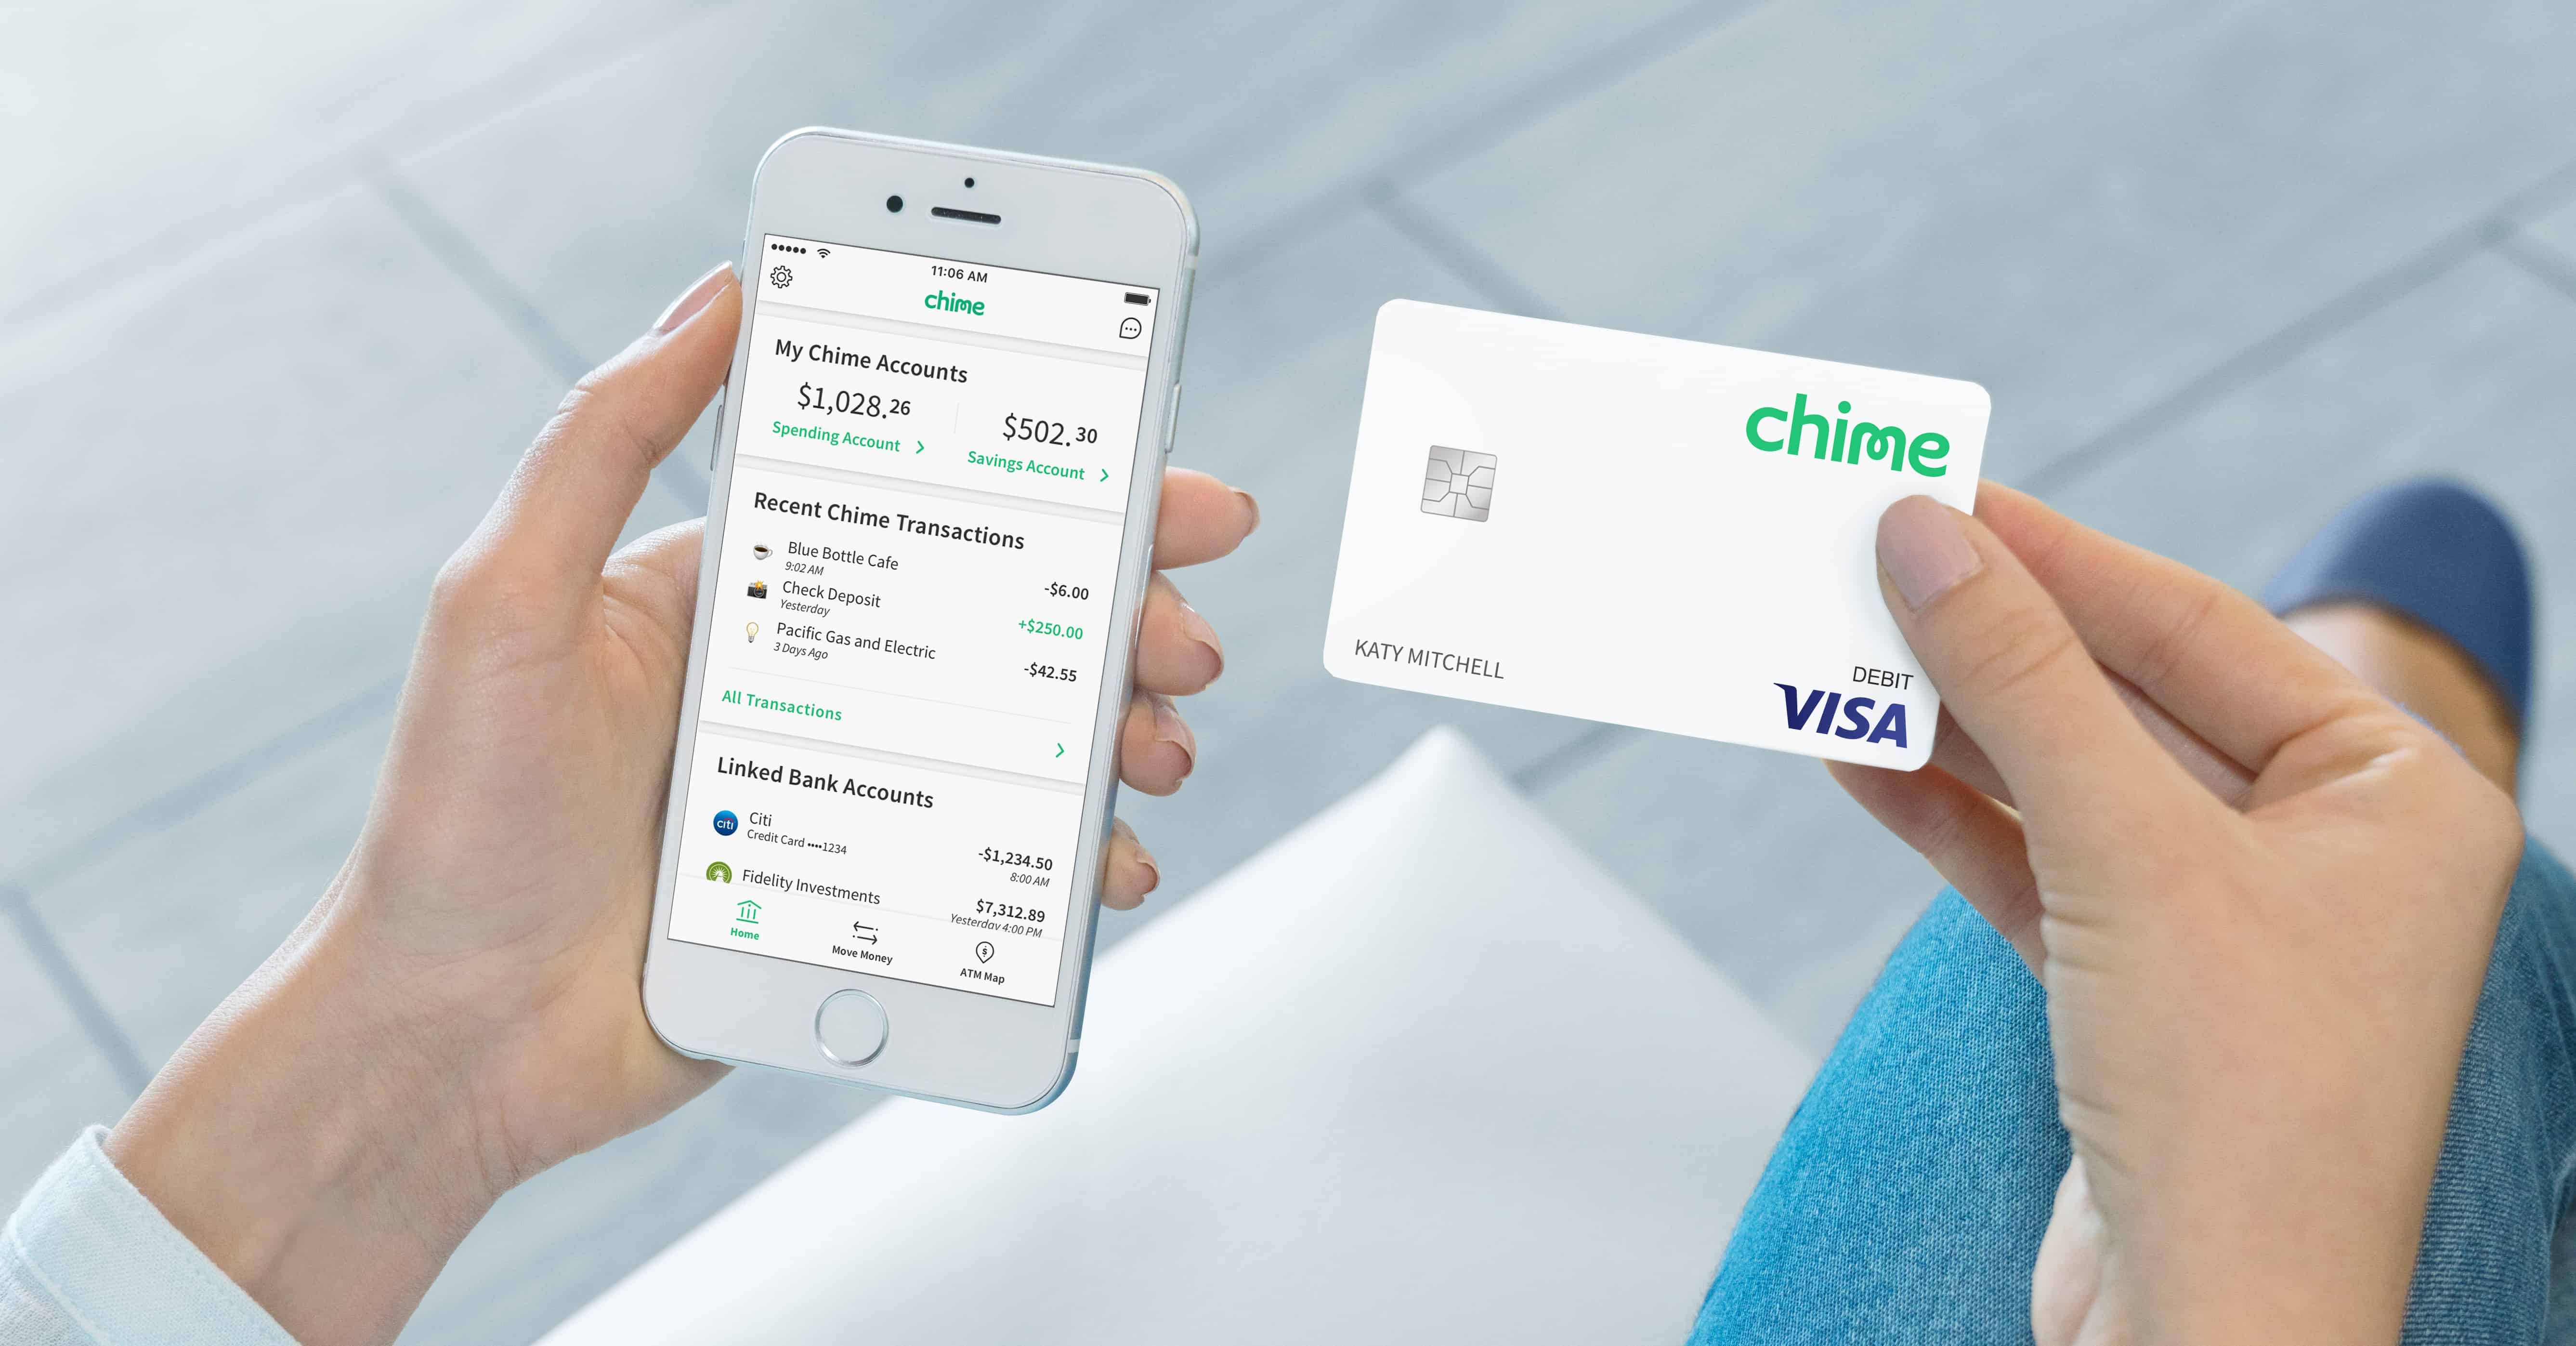 11:06 AM
chime
My Chime Accounts
$1,028.26
$502.30
Spending Account >
Savings Account >
Recent Chime Transactions
Blue Bottle Cafe
9:02 AM
-$6.00
Check Deposit
Yesterday
+$250.00
Pacific Gas and Electric
3 Days Ago
-$42.55
All Transactions >
Linked Bank Accounts
citi
Citi
Credit Card ••••1234
-$1,234.50
8:00 AM
Fidelity Investments
$7,312.89
Yesterday 4:00 PM
Home
Move Money
ATM Map
chime
KATY MITCHELL
DEBIT
VISA